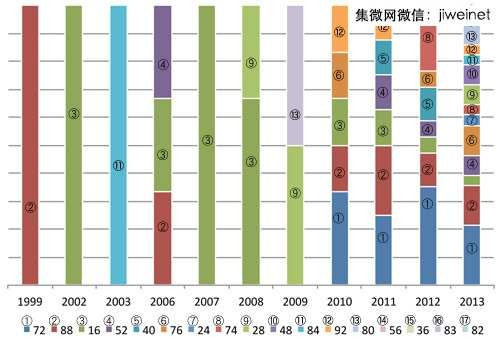 集微网微信：jiweinet
④ ⑨ ⑫ ⑫ ⑧ ⑬
⑫
⑤ ⑪
⑥ ⑥ ⑩
③ ③ ⑬ ④ ⑤ ⑨
③ ③ ⑧
⑦
③ ③ ④ ⑥
⑪ ④
② ② ② ② ②
⑨
② ① ① ① ①
1999 2002 2003 2006 2007 2008 2009 2010 2011 2012 2013
① ② ③ ④ ⑤ ⑥ ⑦ ⑧ ⑨ ⑩ ⑪ ⑫ ⑬ ⑭ ⑮ ⑯ ⑰
72 88 16 52 40 76 24 74 28 48 84 92 80 56 36 83 82